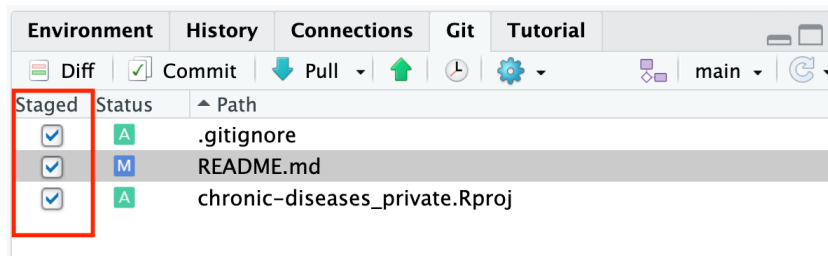 Environment History Connections Git Tutorial
Diff Commit Pull main
Staged Status Path
A .gitignore
M README.md
A chronic-diseases_private.Rproj